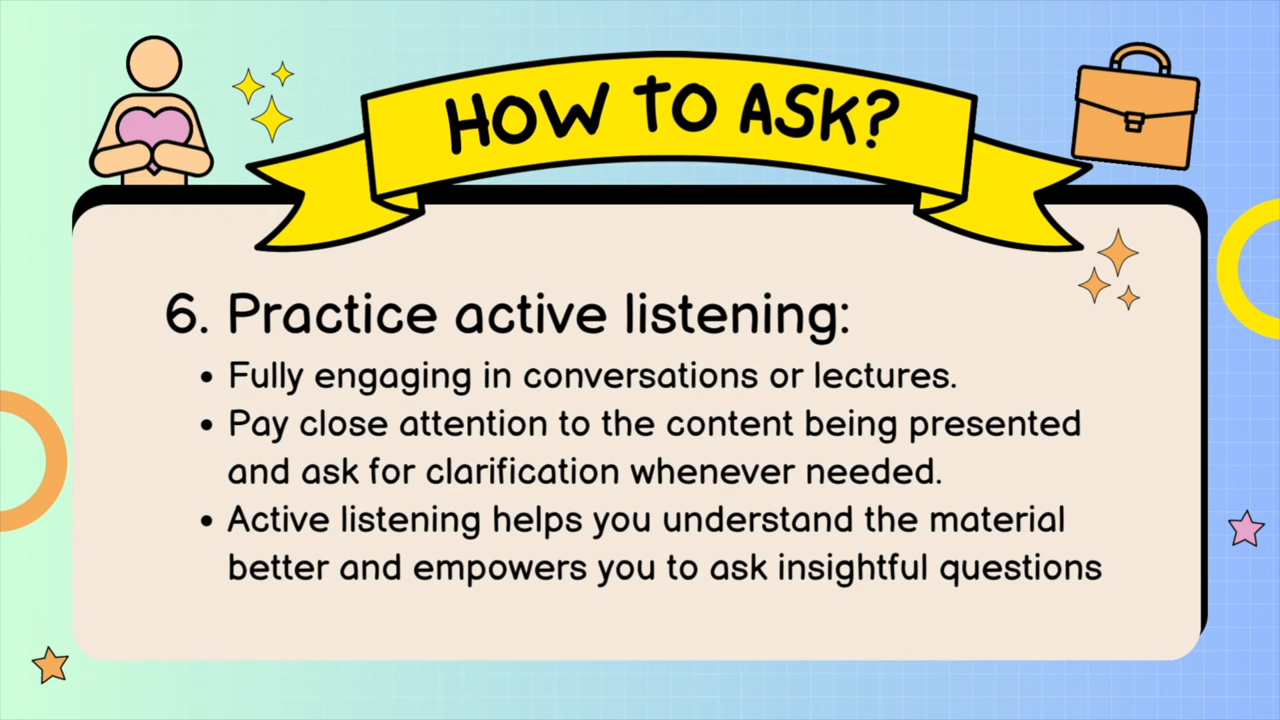 HOW TO ASK?
6. Practice active listening:
• Fully engaging in conversations or lectures.
• Pay close attention to the content being presented
and ask for clarification whenever needed.
• Active listening helps you understand the material
better and empowers you to ask insightful questions